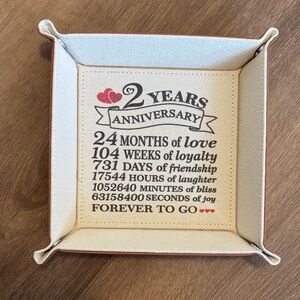 2 YEARS
ANNIVERSARY
24 MONTHS of love
104 WEEKS of loyalty
731 DAYS of friendship
17544 HOURS of laughter
1052640 MINUTES of bliss
63158400 SECONDS of joy
FOREVER TO GO